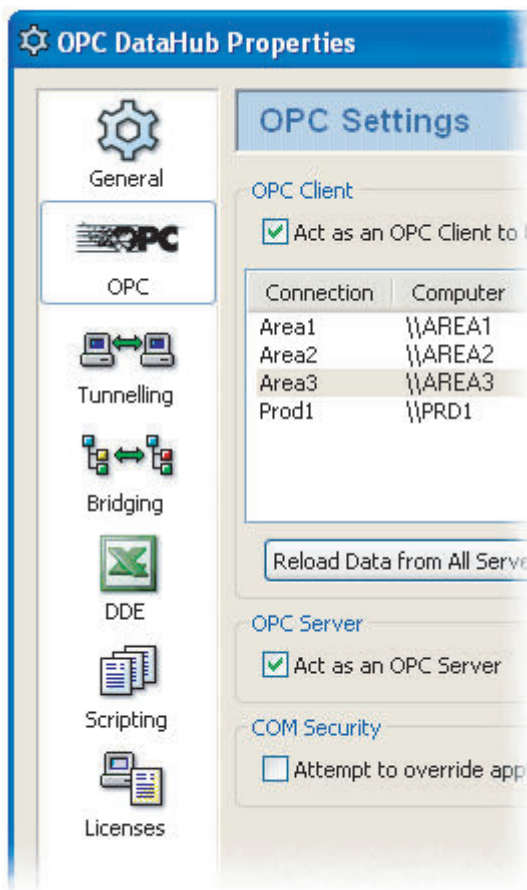 OPC DataHub Properties
General
OPC
OPC
Tunnelling
Bridging
DDE
Scripting
Licenses
OPC Settings
OPC Client
Act as an OPC Client to
Connection Computer
Area1 \\AREA1
Area2 \\AREA2
Area3 \\AREA3
Prod1 \\PRD1
Reload Data from All Serve
OPC Server
Act as an OPC Server
COM Security
Attempt to override app